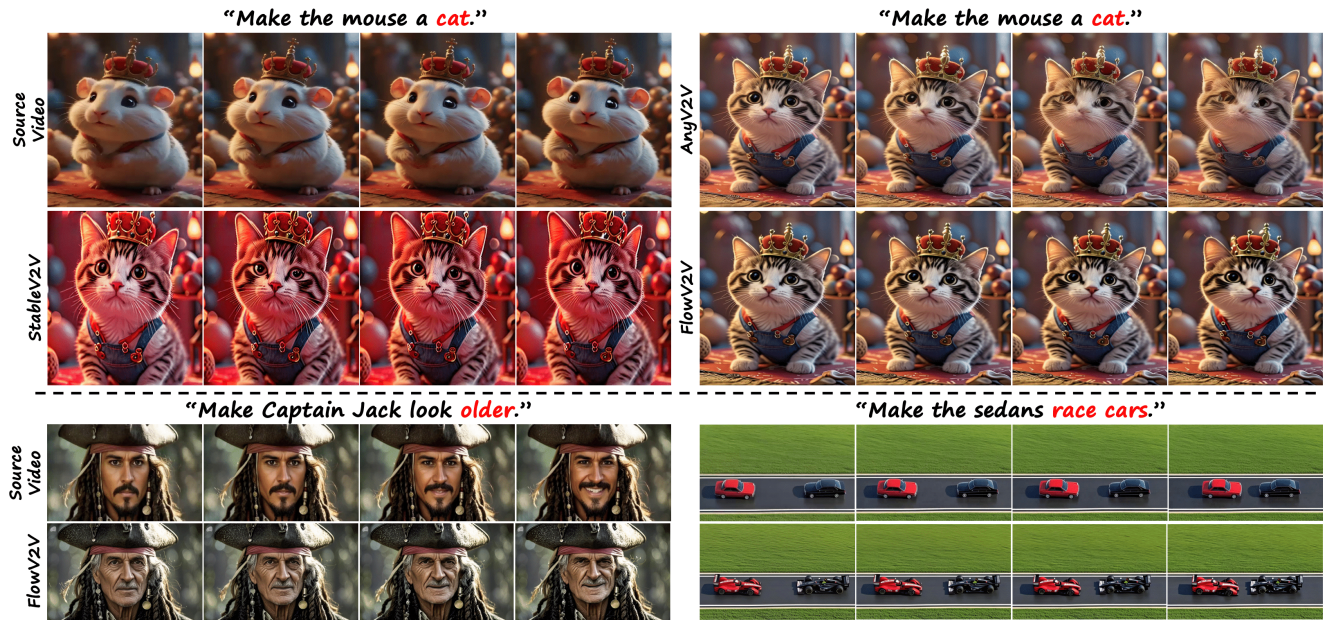 “Make the mouse a cat.”
Source
Video
StableV2V
“Make the mouse a cat.”
AnyV2V
FlowV2V
“Make Captain Jack look older.”
Source
Video
FlowV2V
“Make the sedans race cars.”